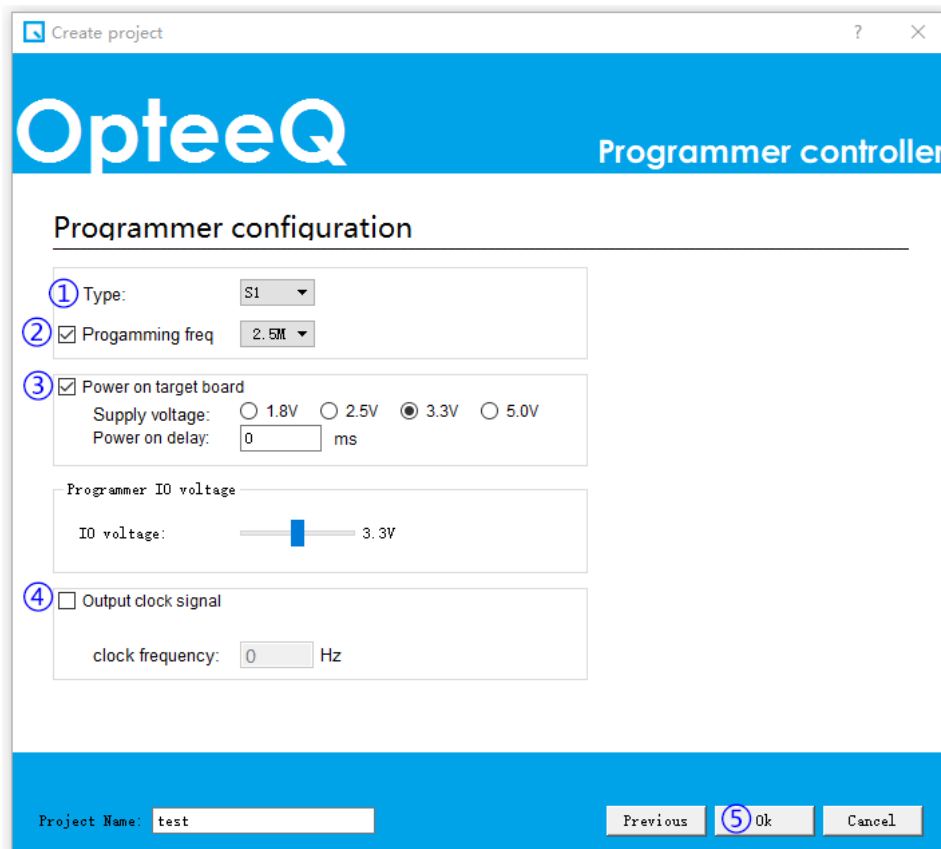 Create project
OpteeQ
Programmer controller
Programmer configuration
① Type: S1
② Progamming freq 2.5M
③ Power on target board
Supply voltage: 1.8V 2.5V 3.3V 5.0V
Power on delay: 0 ms
Programmer IO voltage
IO voltage: 3.3V
④ Output clock signal
clock frequency: 0 Hz
Project Name: test Previous ⑤ Ok Cancel